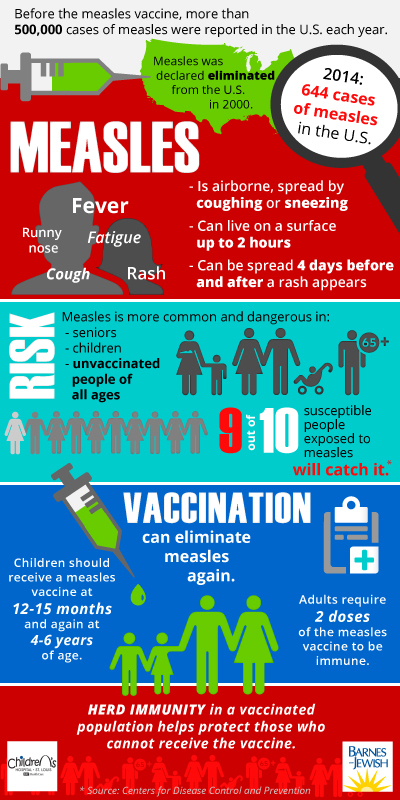 Before the measles vaccine, more than
500,000 cases of measles were reported in the U.S. each year.
Measles was
declared eliminated
from the U.S.
in 2000.
2014:
644 cases
of measles
in the U.S.
MEASLES
Fever
Runny
nose
Fatigue
Cough
Rash
- Is airborne, spread by
coughing or sneezing
- Can live on a surface
up to 2 hours
- Can be spread 4 days before
and after a rash appears
RISK
Measles is more common and dangerous in:
- seniors
- children
- unvaccinated
people of
all ages
65+
9 out of 10
susceptible
people
exposed to
measles
will catch it.*
VACCINATION
can eliminate
measles
again.
Children should
receive a measles
vaccine at
12-15 months
and again at
4-6 years
of age.
Adults require
2 doses
of the measles
vaccine to be
immune.
HERD IMMUNITY in a vaccinated
population helps protect those who
cannot receive the vaccine.
Children's
HOSPITAL • ST. LOUIS
BARNES
JEWISH
* Source: Centers for Disease Control and Prevention